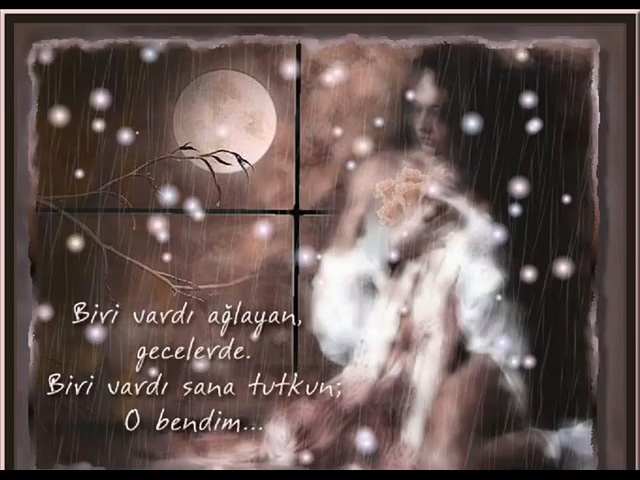 Biri vardı ağlayan,
gecelerde.
Biri vardı sana tutkun;
O bendim...